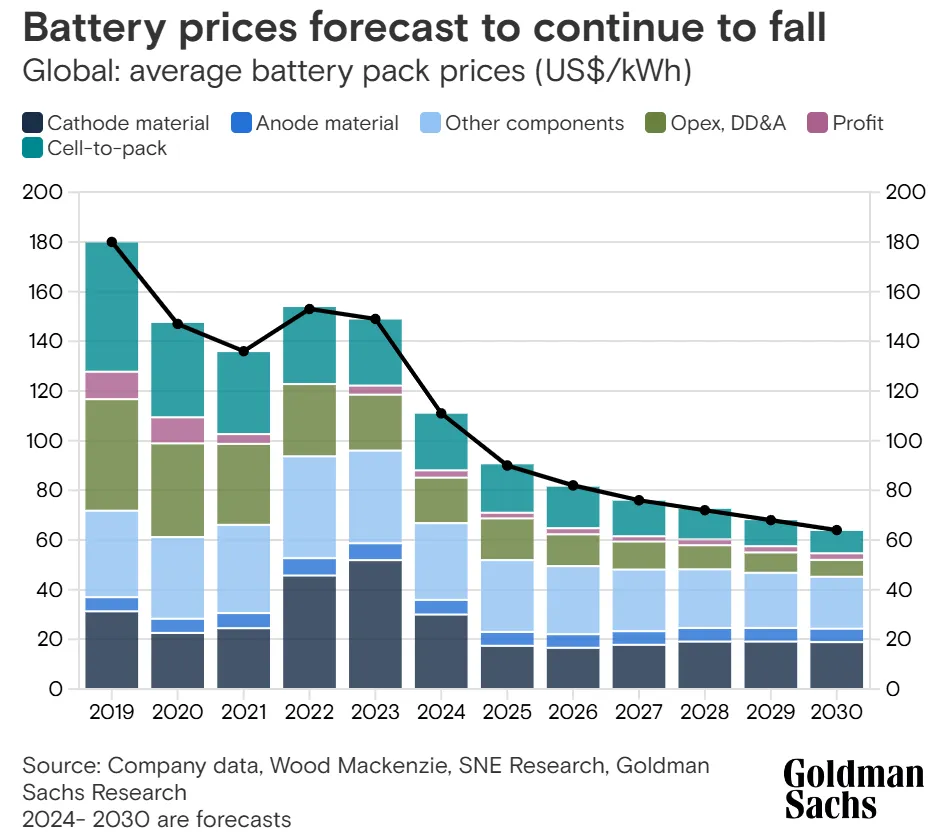 Battery prices forecast to continue to fall
Global: average battery pack prices (US$/kWh)
Cathode material Anode material Other components Opex, DD&A Profit
Cell-to-pack
200 200
180 180
160 160
140 140
120 120
100 100
80 80
60 60
40 40
20 20
0 0
2019 2020 2021 2022 2023 2024 2025 2026 2027 2028 2029 2030
Source: Company data, Wood Mackenzie, SNE Research, Goldman
Sachs Research
2024- 2030 are forecasts
Goldman
Sachs